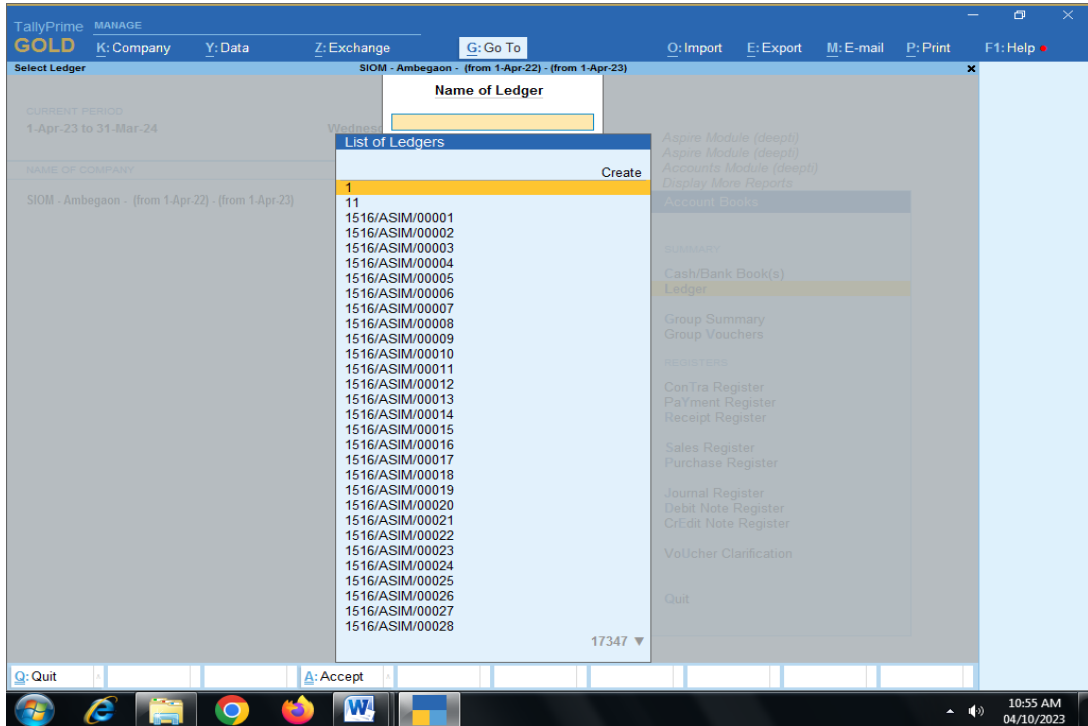 TallyPrime MANAGE
GOLD K: Company Y: Data Z: Exchange G: Go To O: Import E: Export M: E-mail P: Print F1: Help
Select Ledger SIOM - Ambegaon - (from 1-Apr-22) - (from 1-Apr-23)
Name of Ledger
CURRENT PERIOD
1-Apr-23 to 31-Mar-24
NAME OF COMPANY
SIOM - Ambegaon - (from 1-Apr-22) - (from 1-Apr-23)
List of Ledgers
Create
1
11
1516/ASIM/00001
1516/ASIM/00002
1516/ASIM/00003
1516/ASIM/00004
1516/ASIM/00005
1516/ASIM/00006
1516/ASIM/00007
1516/ASIM/00008
1516/ASIM/00009
1516/ASIM/00010
1516/ASIM/00011
1516/ASIM/00012
1516/ASIM/00013
1516/ASIM/00014
1516/ASIM/00015
1516/ASIM/00016
1516/ASIM/00017
1516/ASIM/00018
1516/ASIM/00019
1516/ASIM/00020
1516/ASIM/00021
1516/ASIM/00022
1516/ASIM/00023
1516/ASIM/00024
1516/ASIM/00025
1516/ASIM/00026
1516/ASIM/00027
1516/ASIM/00028
17347 ▼
Aspire Module (deepti)
Aspire Module (deepti)
Accounts Module (deepti)
Display More Reports
Account Books
SUMMARY
Cash/Bank Book(s)
Ledger
Group Summary
Group Vouchers
REGISTERS
ConTra Register
PaYment Register
Receipt Register
Sales Register
Purchase Register
Journal Register
Debit Note Register
CrEdit Note Register
VoUcher Clarification
Quit
Q: Quit A: Accept
10:55 AM
04/10/2023